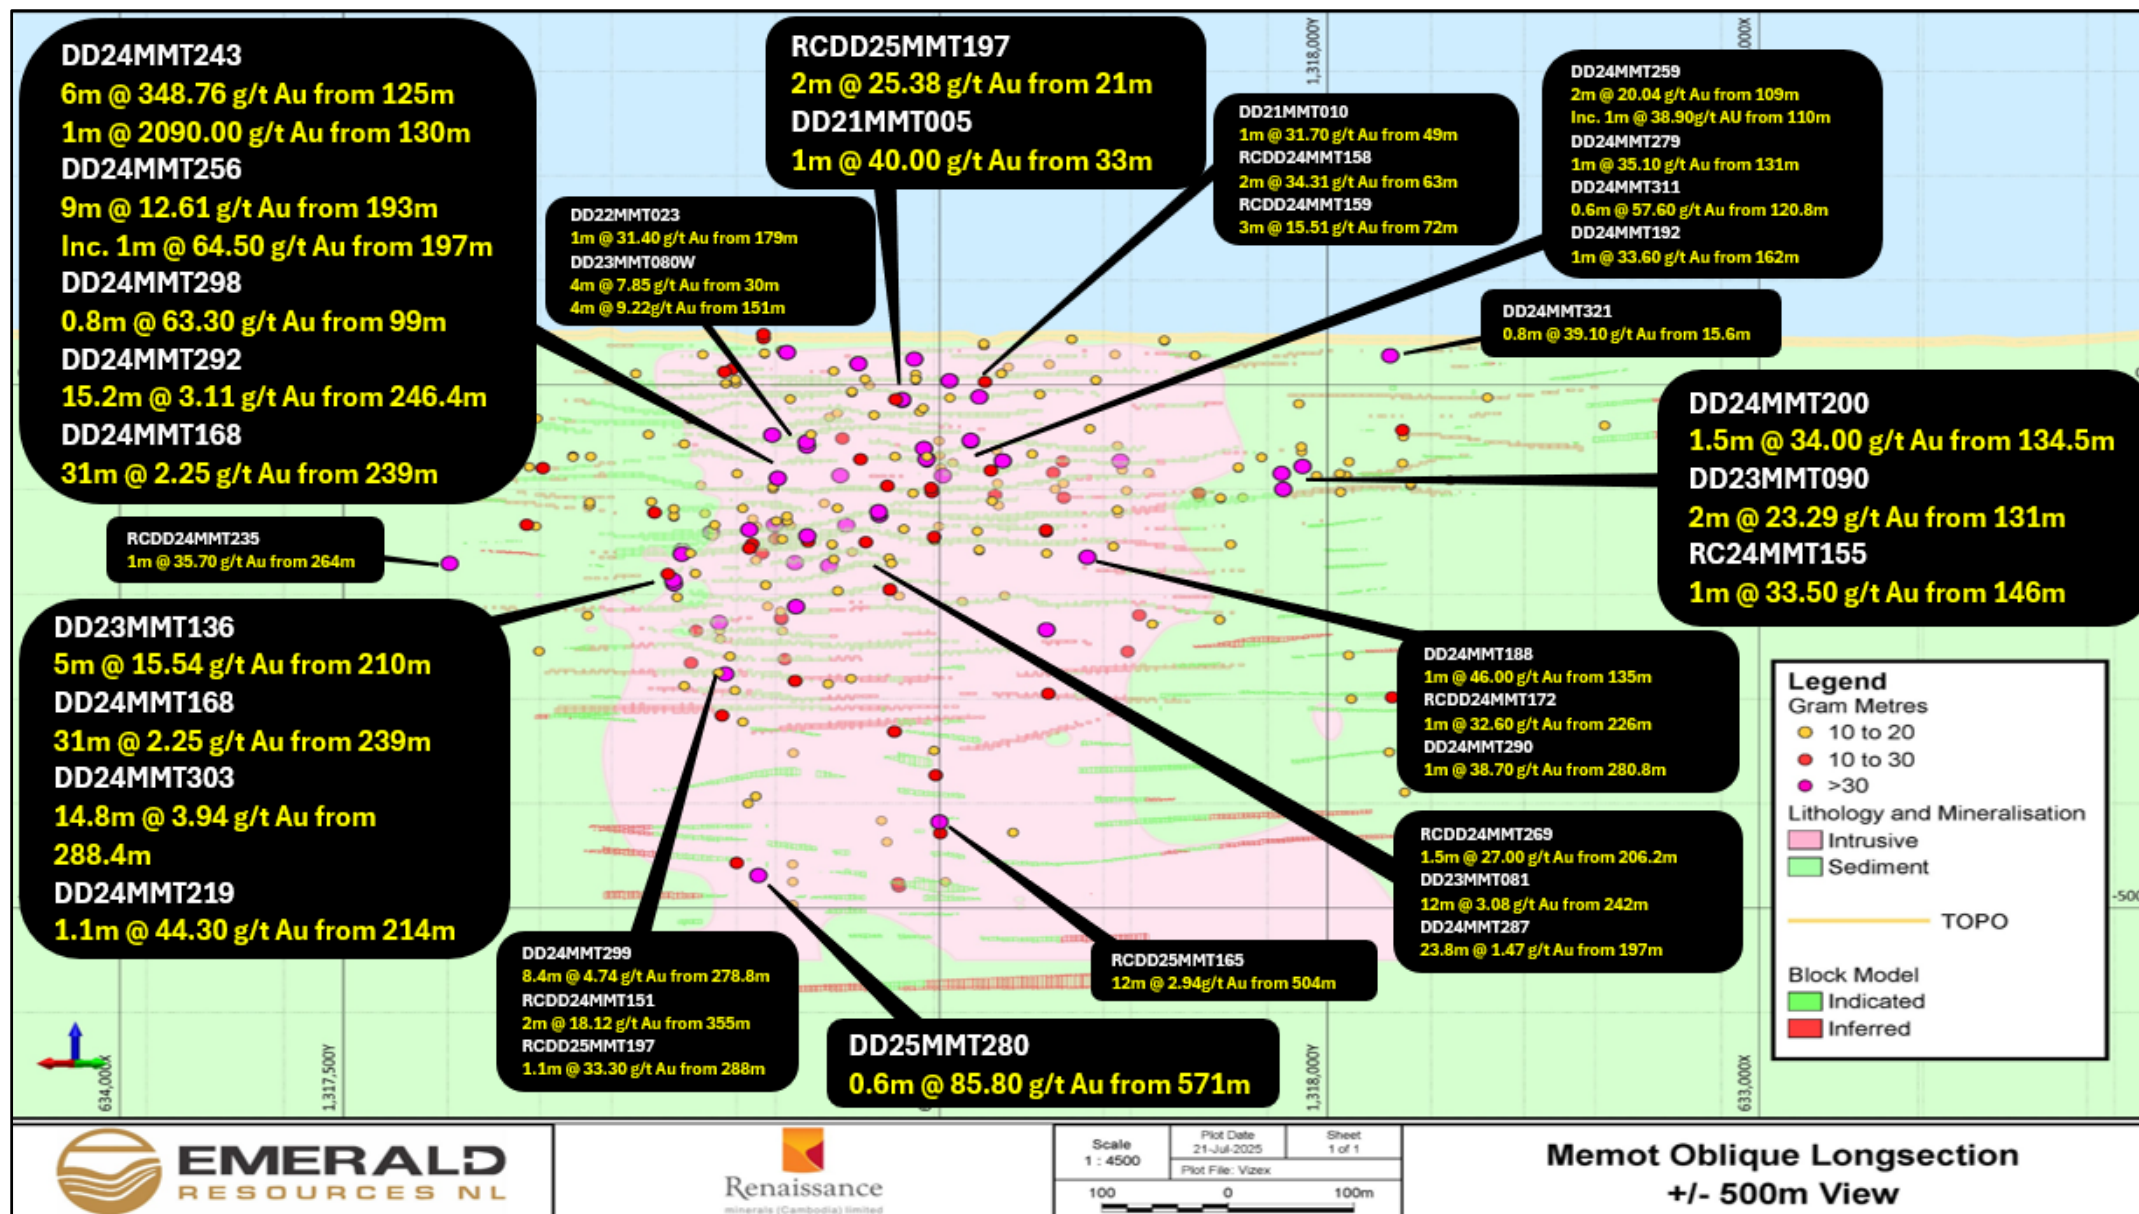 DD24MMT243
6m @ 348.76 g/t Au from 125m
1m @ 2090.00 g/t Au from 130m
DD24MMT256
9m @ 12.61 g/t Au from 193m
Inc. 1m @ 64.50 g/t Au from 197m
DD24MMT298
0.8m @ 63.30 g/t Au from 99m
DD24MMT292
15.2m @ 3.11 g/t Au from 246.4m
DD24MMT168
31m @ 2.25 g/t Au from 239m
RCDD25MMT197
2m @ 25.38 g/t Au from 21m
DD21MMT005
1m @ 40.00 g/t Au from 33m
DD22MMT023
1m @ 31.40 g/t Au from 179m
DD23MMT080W
4m @ 7.85 g/t Au from 30m
4m @ 9.22g/t Au from 151m
DD21MMT010
1m @ 31.70 g/t Au from 49m
RCDD24MMT158
2m @ 34.31 g/t Au from 63m
RCDD24MMT159
3m @ 15.51 g/t Au from 72m
1,318,000Y
,000X
DD24MMT259
2m @ 20.04 g/t Au from 109m
Inc. 1m @ 38.90g/t AU from 110m
DD24MMT279
1m @ 35.10 g/t Au from 131m
DD24MMT311
0.6m @ 57.60 g/t Au from 120.8m
DD24MMT192
1m @ 33.60 g/t Au from 162m
DD24MMT321
0.8m @ 39.10 g/t Au from 15.6m
DD24MMT200
1.5m @ 34.00 g/t Au from 134.5m
DD23MMT090
2m @ 23.29 g/t Au from 131m
RC24MMT155
1m @ 33.50 g/t Au from 146m
RCDD24MMT235
1m @ 35.70 g/t Au from 264m
DD23MMT136
5m @ 15.54 g/t Au from 210m
DD24MMT168
31m @ 2.25 g/t Au from 239m
DD24MMT303
14.8m @ 3.94 g/t Au from
288.4m
DD24MMT219
1.1m @ 44.30 g/t Au from 214m
DD24MMT188
1m @ 46.00 g/t Au from 135m
RCDD24MMT172
1m @ 32.60 g/t Au from 226m
DD24MMT290
1m @ 38.70 g/t Au from 280.8m
RCDD24MMT269
1.5m @ 27.00 g/t Au from 206.2m
DD23MMT081
12m @ 3.08 g/t Au from 242m
DD24MMT287
23.8m @ 1.47 g/t Au from 197m
DD24MMT299
8.4m @ 4.74 g/t Au from 278.8m
RCDD24MMT151
2m @ 18.12 g/t Au from 355m
RCDD25MMT197
1.1m @ 33.30 g/t Au from 288m
RCDD25MMT165
12m @ 2.94g/t Au from 504m
DD25MMT280
0.6m @ 85.80 g/t Au from 571m
Legend
Gram Metres
10 to 20
10 to 30
>30
Lithology and Mineralisation
Intrusive
Sediment
TOPO
Block Model
Indicated
Inferred
-500
634,000X
1,317,500Y
1,318,000Y
633,000X
EMERALD
RESOURCES NL
Renaissance
minerals (Cambodia) limited
Scale
1 : 4500
Plot Date
21-Jul-2025
Sheet
1 of 1
Plot File: Vizex
100 0 100m
Memot Oblique Longsection
+/- 500m View